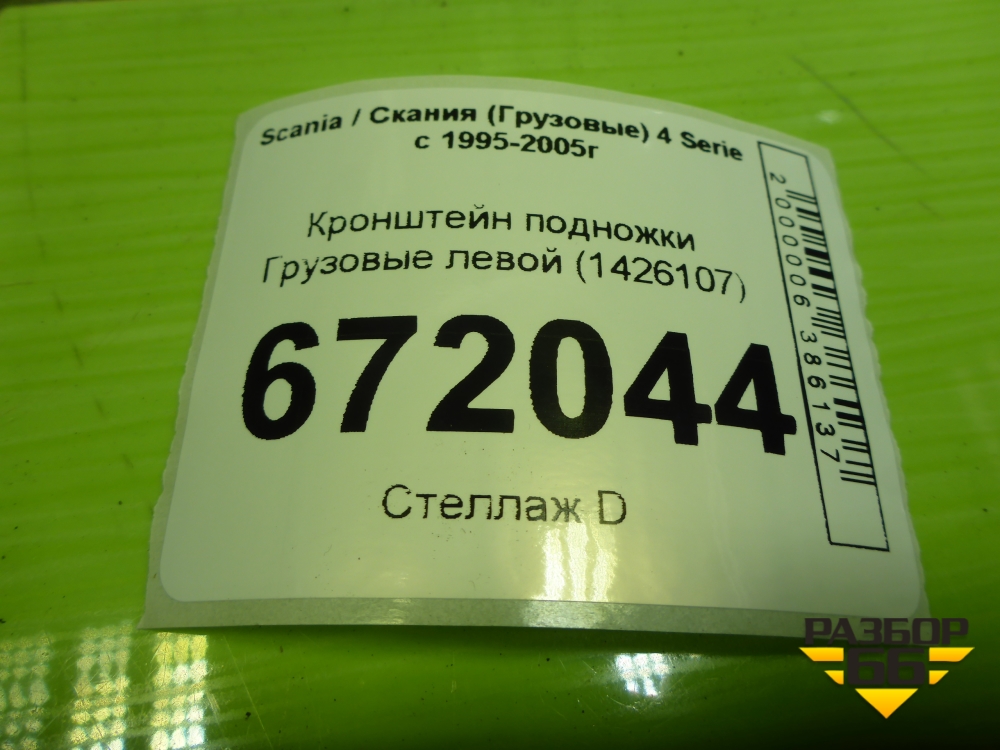 Scania / Скания (Грузовые) 4 Serie
с 1995-2005г
Кронштейн подножки
Грузовые левой (1426107)
672044
Стеллаж D
2000006386137
РАЗБОР
66